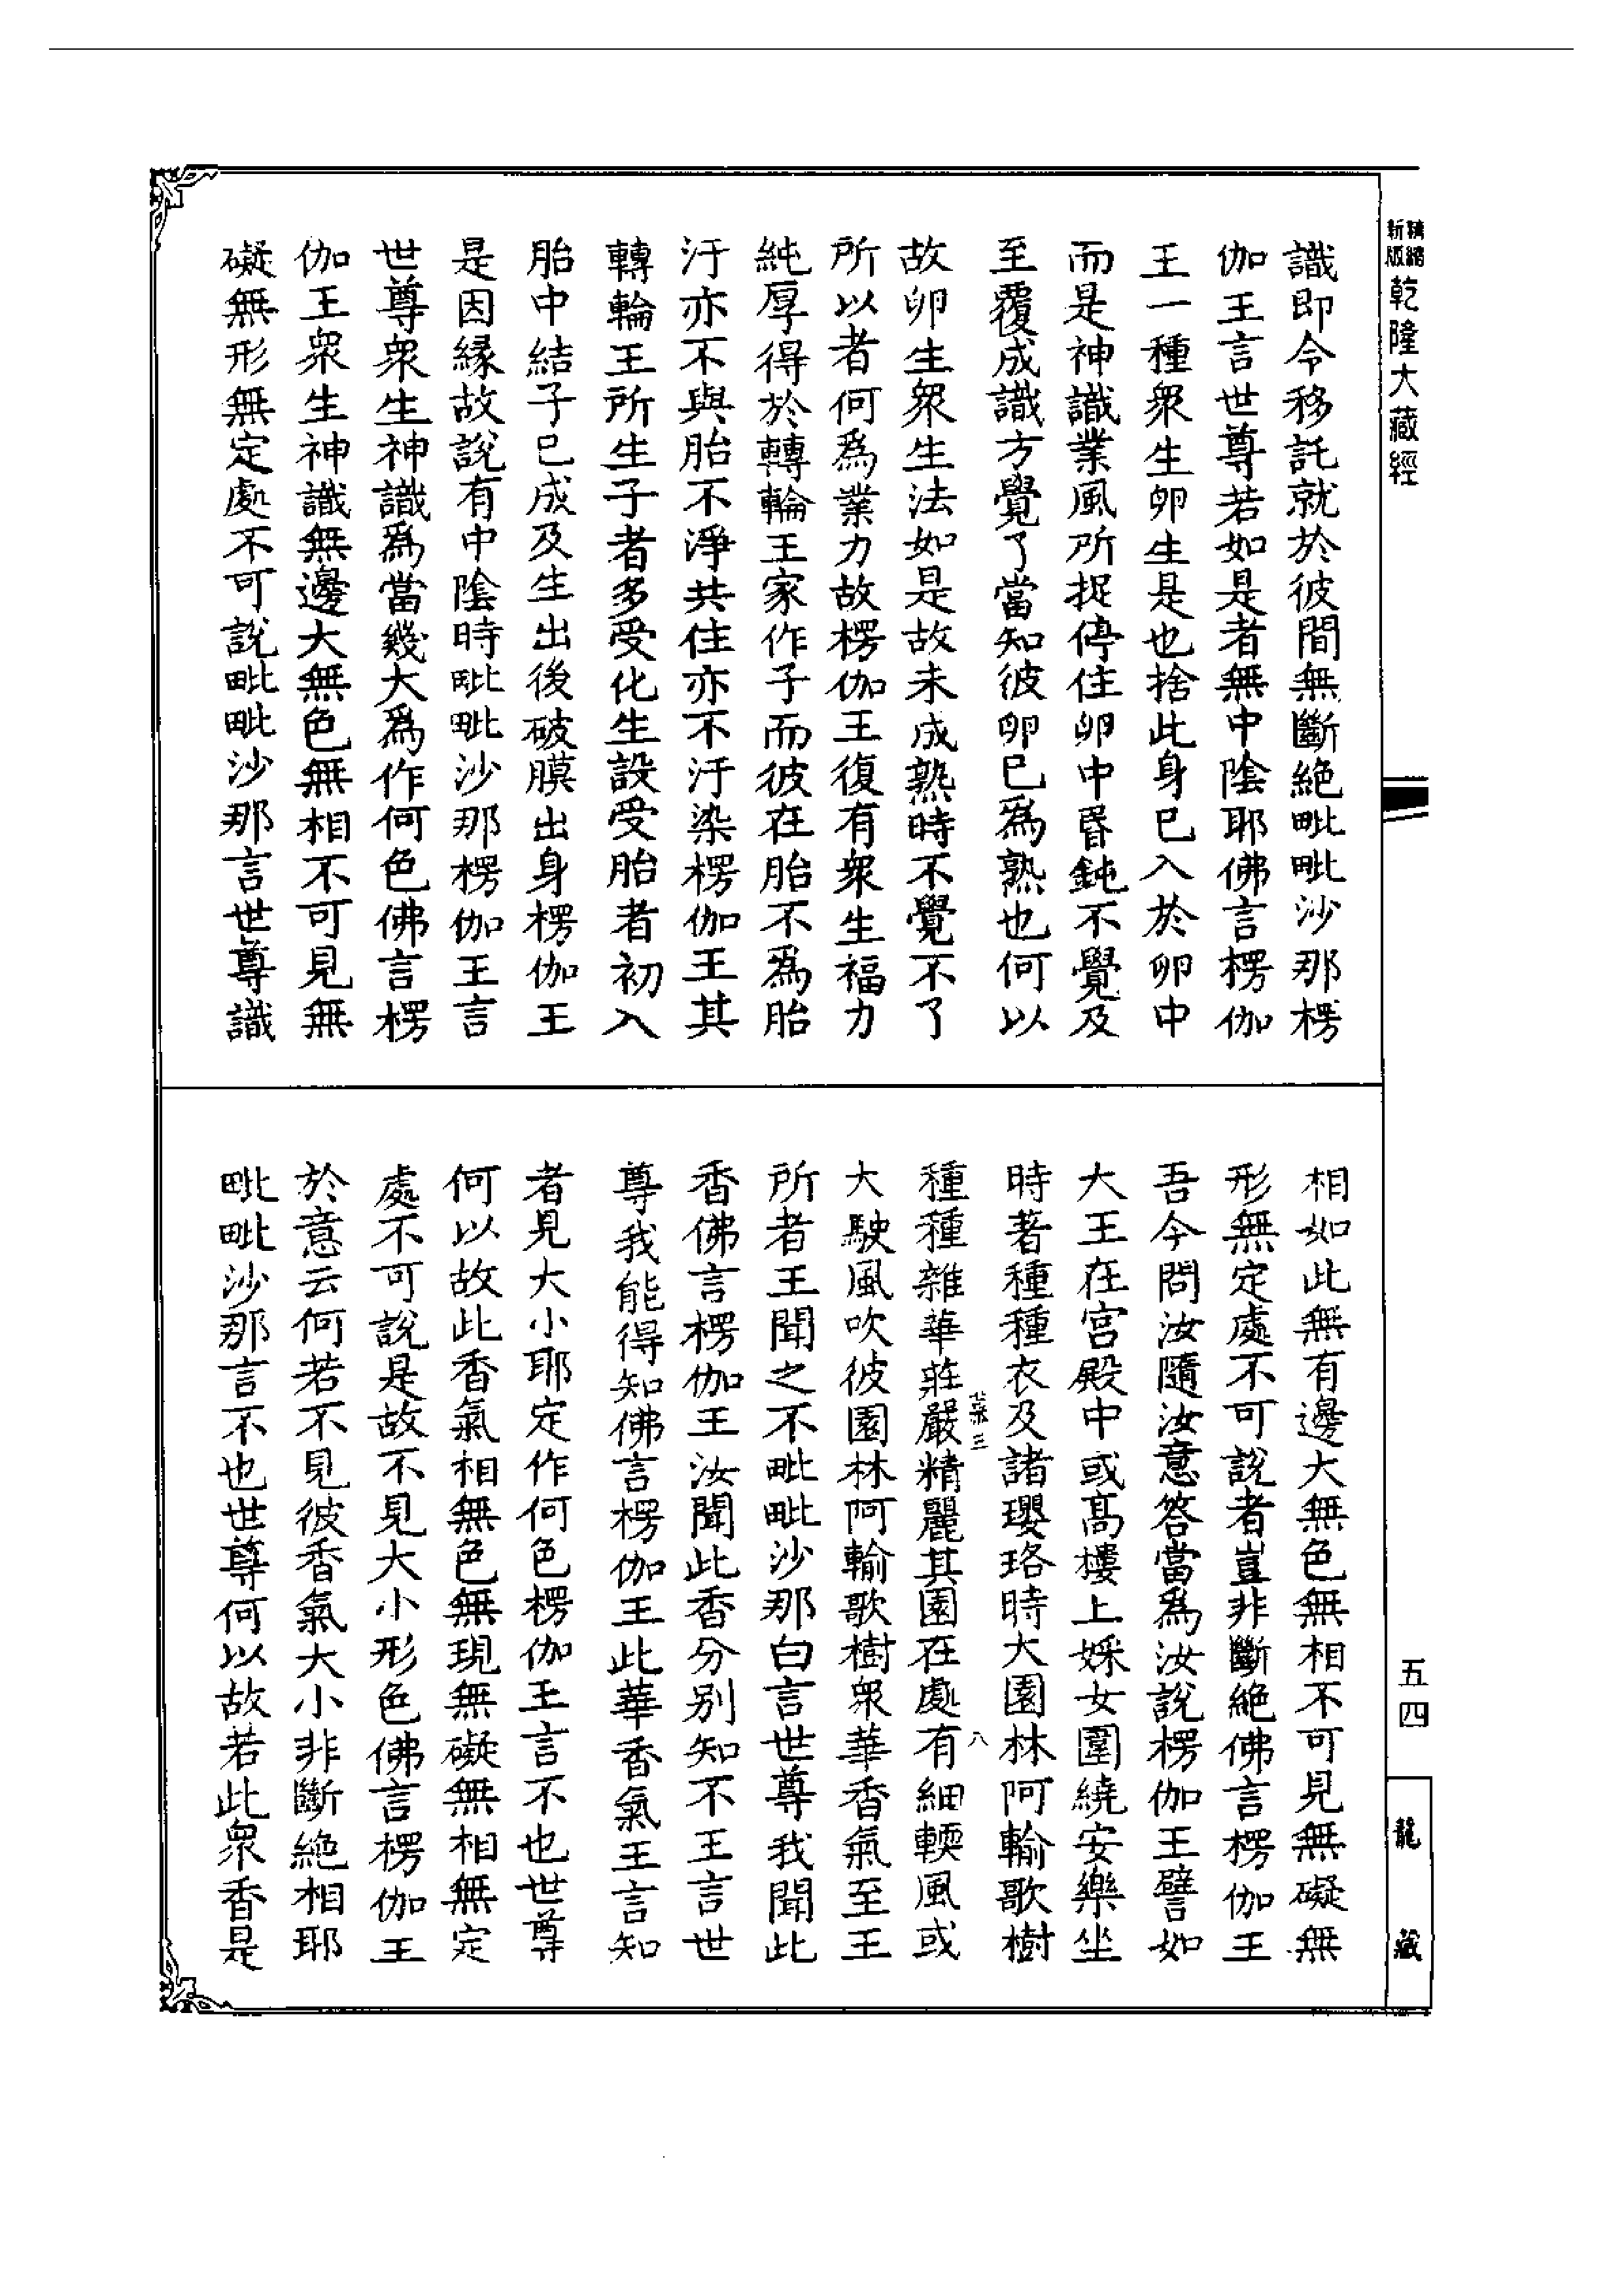 精縮新版乾隆大藏經
五四
龍藏
識即令移託就於彼間無斷絕毗毗沙那楞
伽王言世尊若如是者無中陰耶佛言楞伽
王一種衆生卵生是也捨此身已入於卵中
而是神識業風所捉停住卵中昏鈍不覺及
至覆成識方覺了當知彼卵已爲熟也何以
故卵生衆生法如是故未成熟時不覺不了
所以者何爲業力故楞伽王復有衆生福力
純厚得於轉輪王家作子而彼在胎不爲胎
汙亦不與胎不淨共住亦不汙染楞伽王其
轉輪王所生子者多受化生設受胎者初入
胎中結子已成及生出後破膜出身楞伽王
是因緣故說有中陰時毗毗沙那楞伽王言
世尊衆生神識爲當幾大爲作何色佛言楞
伽王衆生神識無邊大無色無相不可見無
礙無形無定處不可說毗毗沙那言世尊識
相如此無有邊大無色無相不可見無礙無
形無定處不可說者豈非斷絕佛言楞伽王
吾今問汝隨汝意答當爲汝說楞伽王譬如
大王在宮殿中或高樓上婇女圍繞安樂坐
時著種種衣及諸瓔珞時大園林阿輸歌樹
種種雜華莊嚴精麗其園在處有細輭風或
大駛風吹彼園林阿輸歌樹衆華香氣至王
所者王聞之不毗毗沙那白言世尊我聞此
香佛言楞伽王汝聞此香分別知不王言世
尊我能得知佛言楞伽王此華香氣王言知
者見大小耶定作何色楞伽王言不也世尊
何以故此香氣相無色無現無礙無相無定
處不可說是故不見大小形色佛言楞伽王
於意云何若不見彼香氣大小非斷絕相耶
毗毗沙那言不也世尊何以故若此衆香是
三
八